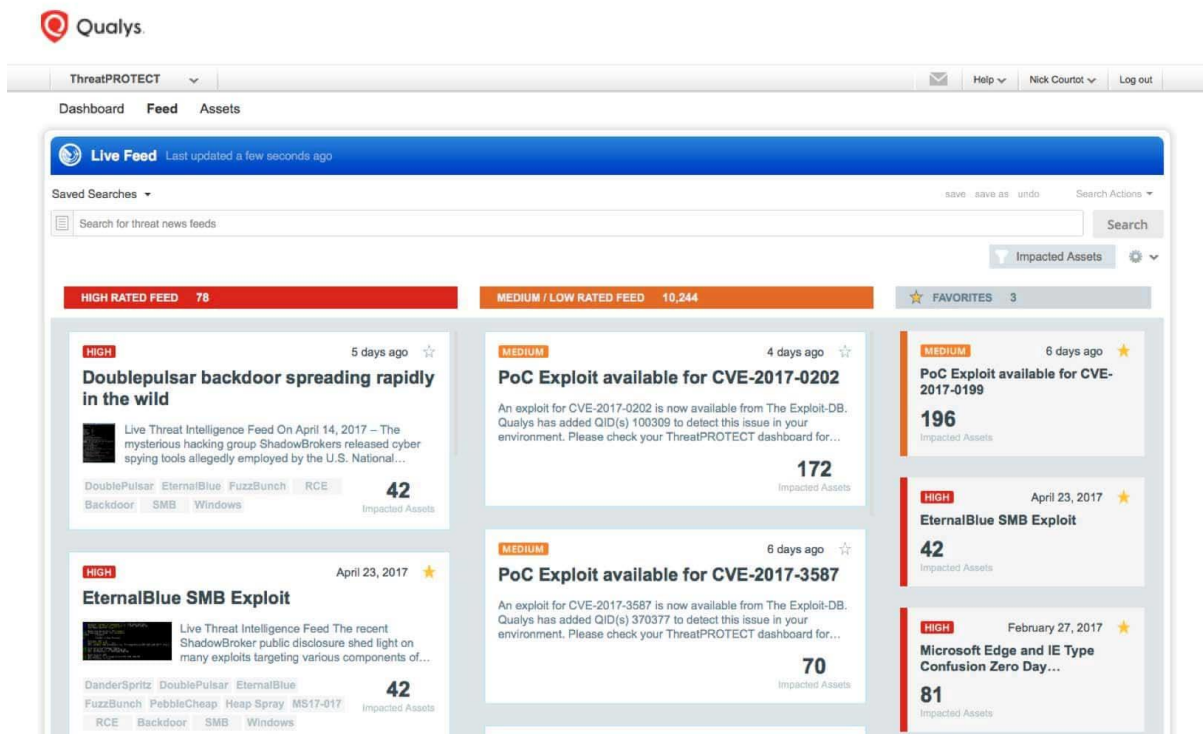 Qualys.
ThreatPROTECT
Help
Nick Courtot
Log out
Dashboard Feed Assets
Live Feed Last updated a few seconds ago
Saved Searches
save save as undo
Search Actions
Search for threat news feeds
Search
Impacted Assets
HIGH RATED FEED 78
HIGH
5 days ago
Doublepulsar backdoor spreading rapidly
in the wild
Live Threat Intelligence Feed On April 14, 2017 – The
mysterious hacking group ShadowBrokers released cyber
spying tools allegedly employed by the U.S. National...
DoublePulsar EternalBlue FuzzBunch RCE
Backdoor SMB Windows
42
Impacted Assets
HIGH
April 23, 2017
EternalBlue SMB Exploit
Live Threat Intelligence Feed The recent
ShadowBroker public disclosure shed light on
many exploits targeting various components of...
DanderSpritz DoublePulsar EternalBlue
FuzzBunch PebbleCheap Heap Spray MS17-017
RCE Backdoor SMB Windows
42
Impacted Assets
MEDIUM / LOW RATED FEED 10,244
MEDIUM
4 days ago
PoC Exploit available for CVE-2017-0202
An exploit for CVE-2017-0202 is now available from The Exploit-DB.
Qualys has added QID(s) 100309 to detect this issue in your
environment. Please check your ThreatPROTECT dashboard for...
172
Impacted Assets
MEDIUM
6 days ago
PoC Exploit available for CVE-2017-3587
An exploit for CVE-2017-3587 is now available from The Exploit-DB.
Qualys has added QID(s) 370377 to detect this issue in your
environment. Please check your ThreatPROTECT dashboard for...
70
Impacted Assets
FAVORITES 3
MEDIUM
6 days ago
PoC Exploit available for CVE-
2017-0199
196
Impacted Assets
HIGH
April 23, 2017
EternalBlue SMB Exploit
42
Impacted Assets
HIGH
February 27, 2017
Microsoft Edge and IE Type
Confusion Zero Day...
81
Impacted Assets